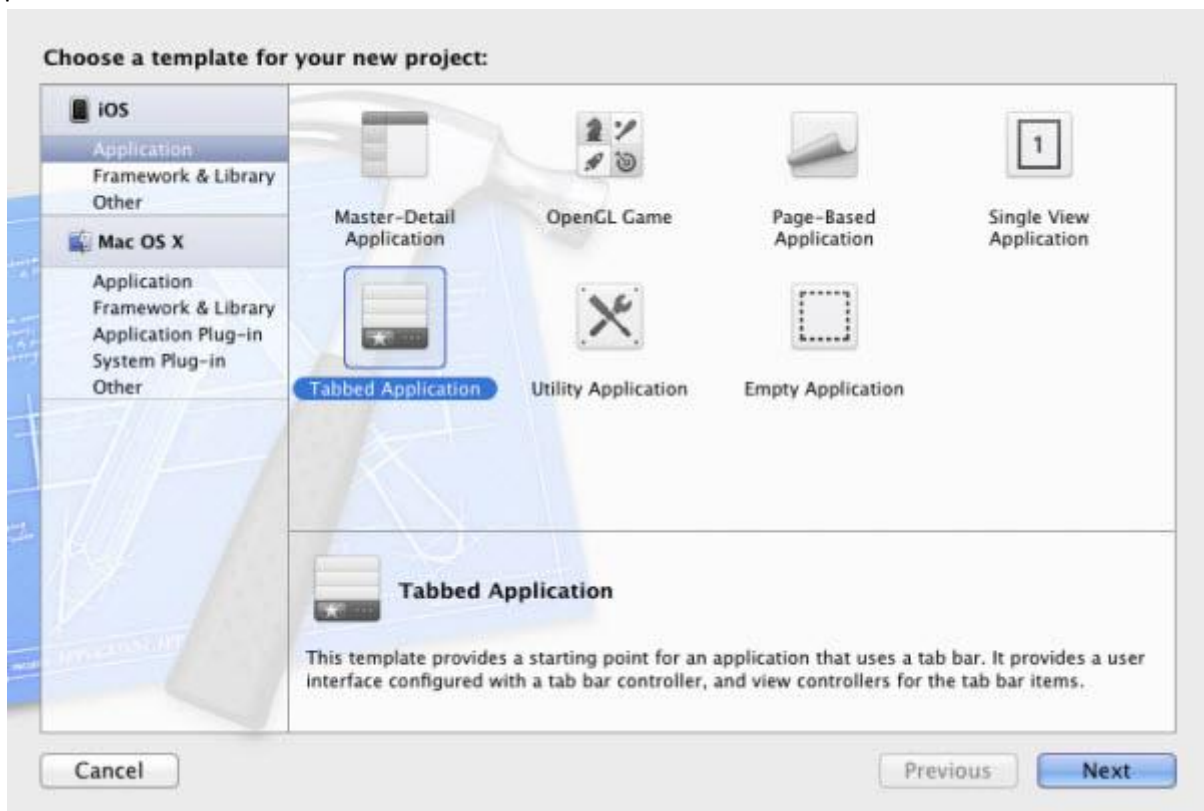 Choose a template for your new project:
iOS
Application
Framework & Library
Other
Mac OS X
Application
Framework & Library
Application Plug-in
System Plug-in
Other
Master-Detail
Application
OpenGL Game
Page-Based
Application
1
Single View
Application
Tabbed Application
Utility Application
Empty Application
Tabbed Application
This template provides a starting point for an application that uses a tab bar. It provides a user
interface configured with a tab bar controller, and view controllers for the tab bar items.
Cancel
Previous
Next